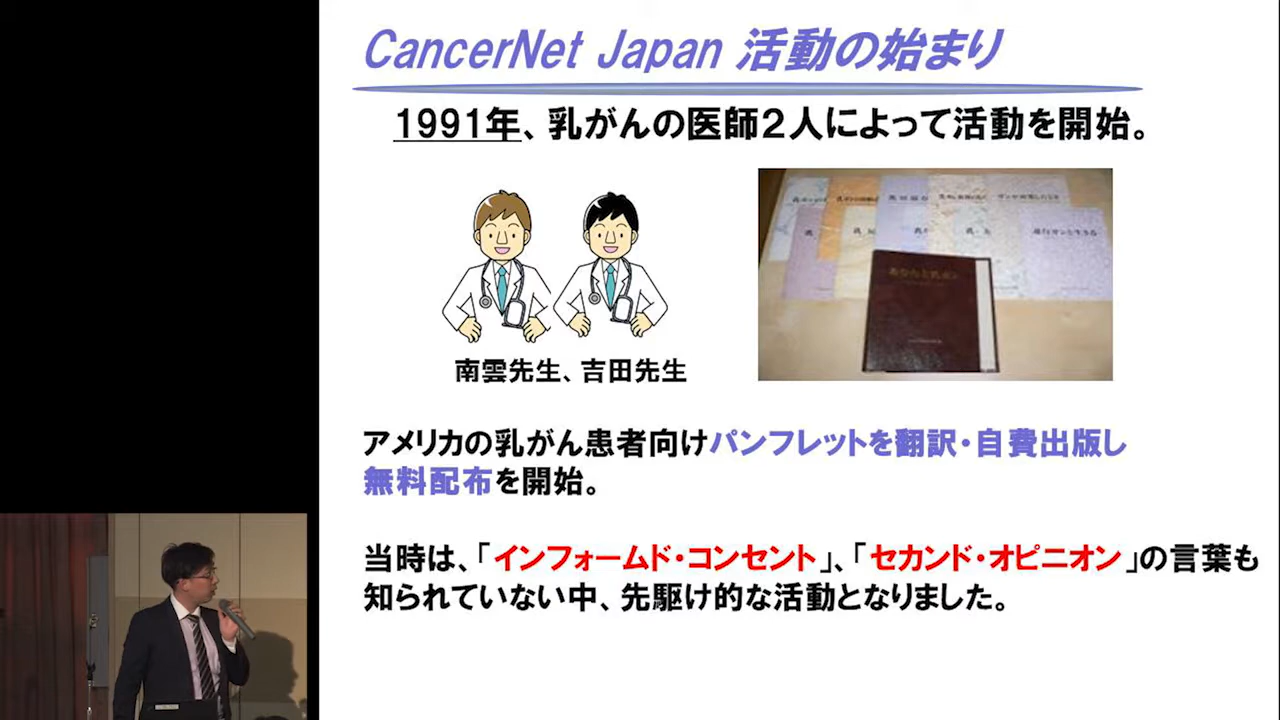 CancerNet Japan 活動の始まり
1991年、乳がんの医師2人によって活動を開始。
南雲先生、吉田先生
アメリカの乳がん患者向けパンフレットを翻訳・自費出版し
無料配布を開始。
当時は、「インフォームド・コンセント」、「セカンド・オピニオン」の言葉も
知られていない中、先駆け的な活動となりました。